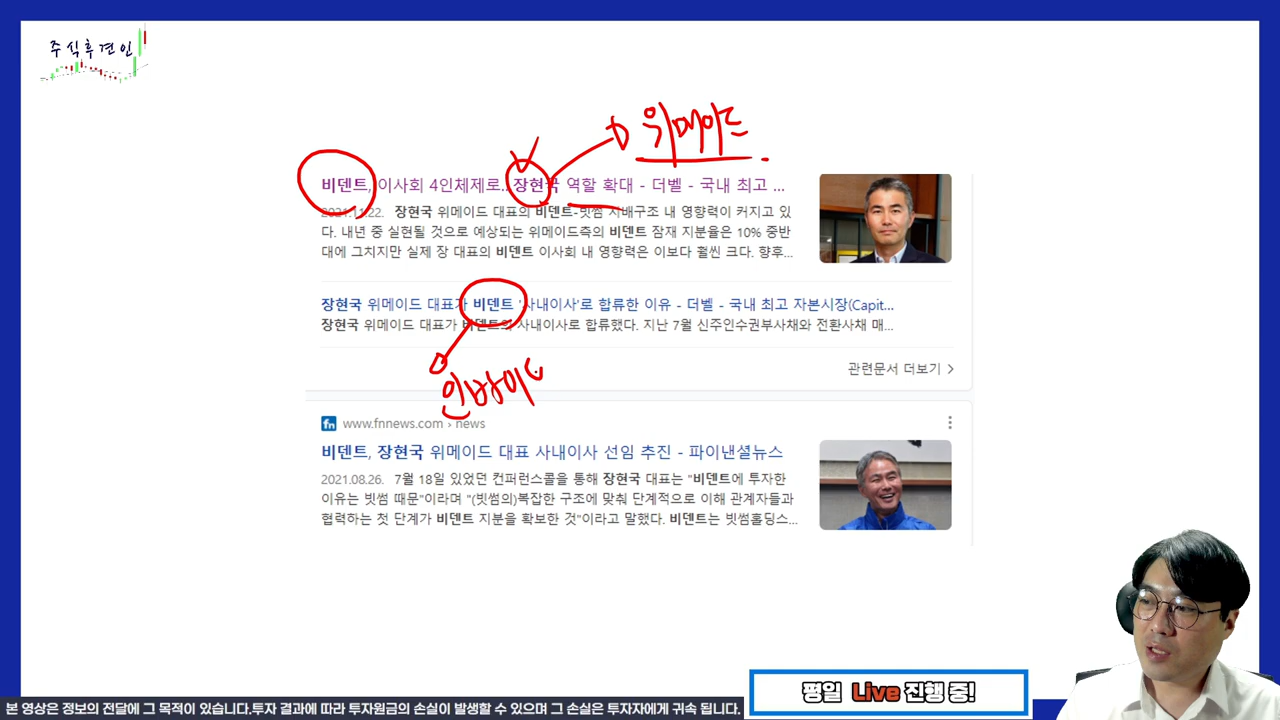 주식후견인
위메이드
비덴트, 이사회 4인체제로.. 장현국 역할 확대 - 더벨 - 국내 최고 ...
2021.11.22. 장현국 위메이드 대표의 비덴트-빗썸 지배구조 내 영향력이 커지고 있
다. 내년 중 실현될 것으로 예상되는 위메이드측의 비덴트 잠재 지분율은 10% 중반
대에 그치지만 실제 장 대표의 비덴트 이사회 내 영향력은 이보다 훨씬 크다. 향후...
장현국 위메이드 대표가 비덴트 '사내이사'로 합류한 이유 - 더벨 - 국내 최고 자본시장(Capit...
장현국 위메이드 대표가 비덴트의 사내이사로 합류했다. 지난 7월 신주인수권부사채와 전환사채 매...
관련문서 더보기 >
fn www.fnnews.com › news
비덴트, 장현국 위메이드 대표 사내이사 선임 추진 - 파이낸셜뉴스
2021.08.26. 7월 18일 있었던 컨퍼런스콜을 통해 장현국 대표는 "비덴트에 투자한
이유는 빗썸 때문"이라며 "(빗썸의)복잡한 구조에 맞춰 단계적으로 이해 관계자들과
협력하는 첫 단계가 비덴트 지분을 확보한 것"이라고 말했다. 비덴트는 빗썸홀딩스...
평일 Live 진행 중!
본 영상은 정보의 전달에 그 목적이 있습니다.투자 결과에 따라 투자원금의 손실이 발생할 수 있으며 그 손실은 투자자에게 귀속 됩니다.